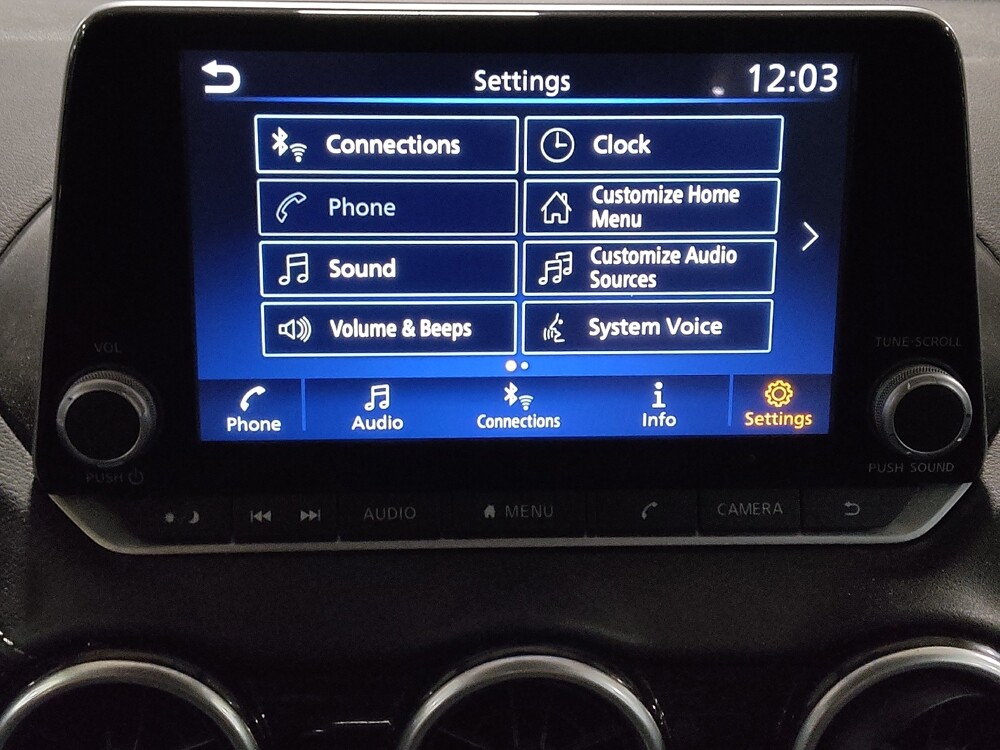 Settings
12:03
Connections
Clock
Phone
Customize Home
Menu
Sound
Customize Audio
Sources
Volume & Beeps
System Voice
VOL
TUNE·SCROLL
Phone
Audio
Connections
Info
Settings
PUSH
PUSH SOUND
AUDIO
MENU
CAMERA